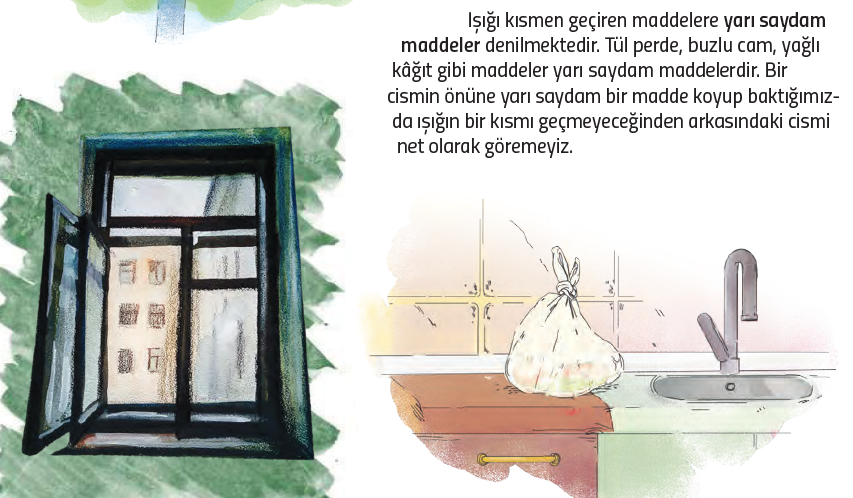 Işığı kısmen geçiren maddelere yarı saydam
maddeler denilmektedir. Tül perde, buzlu cam, yağlı
kâğıt gibi maddeler yarı saydam maddelerdir. Bir
cismin önüne yarı saydam bir madde koyup baktığımız-
da ışığın bir kısmı geçmeyeceğinden arkasındaki cismi
net olarak göremeyiz.